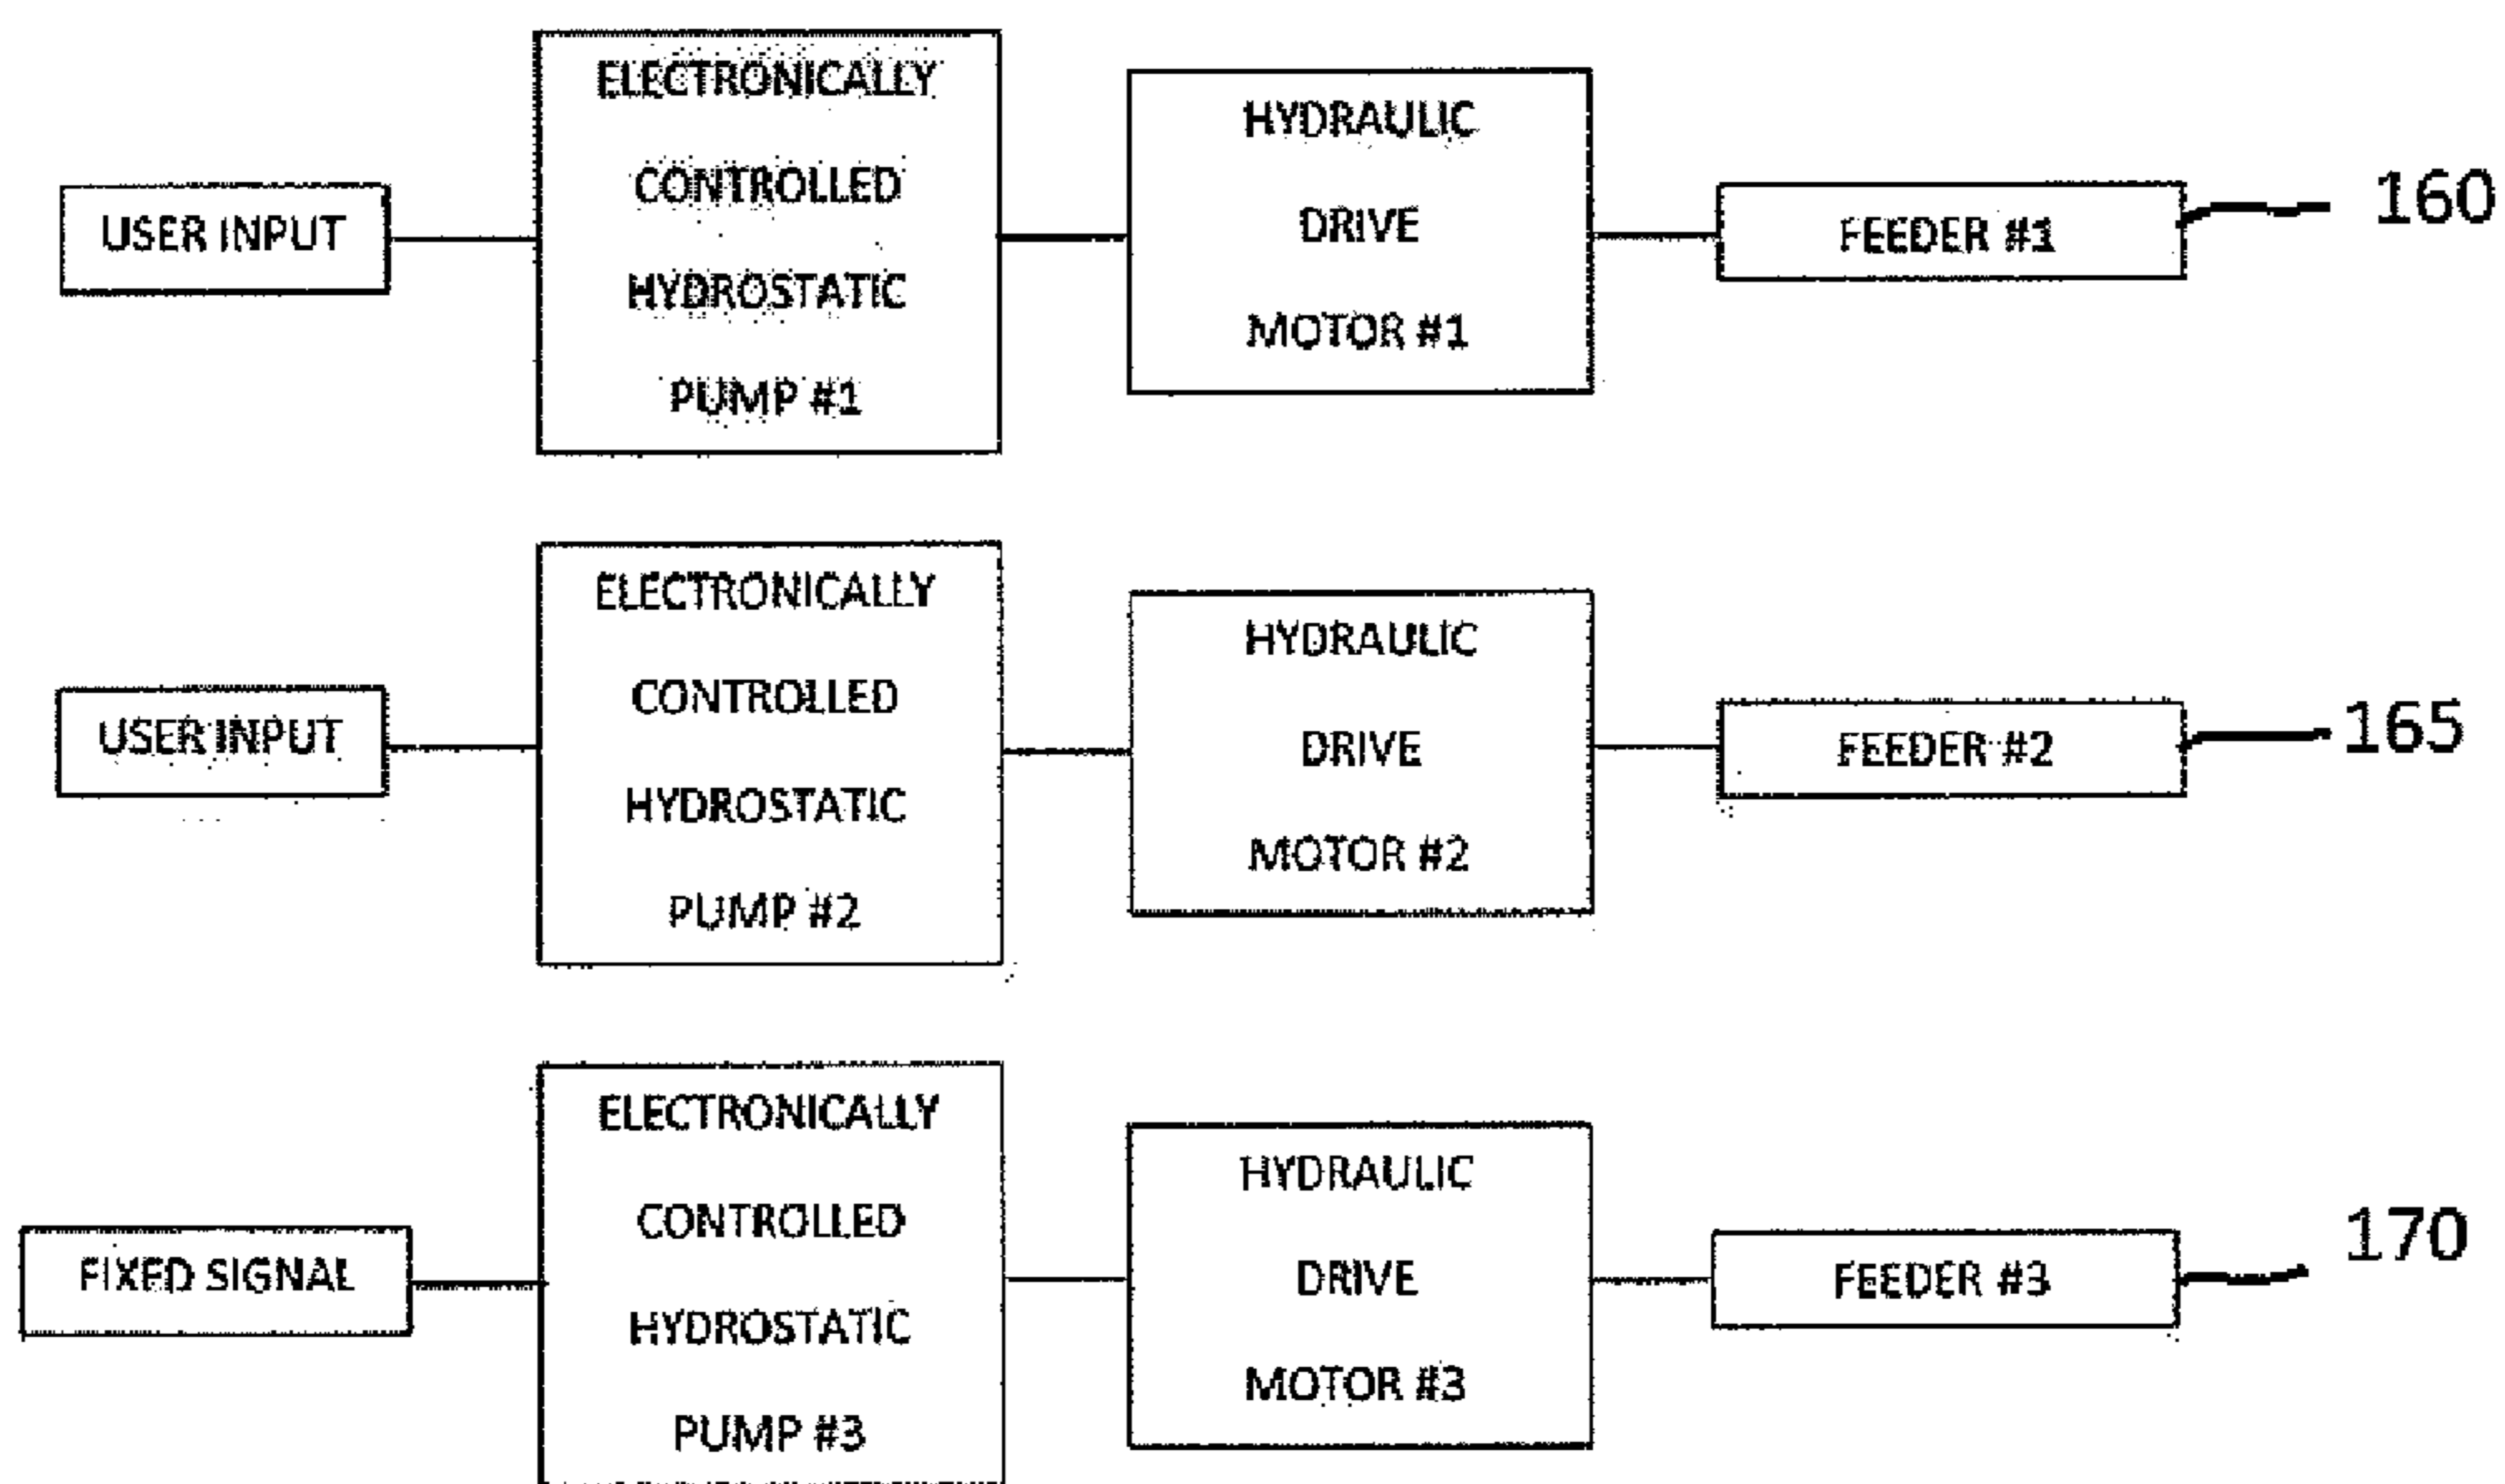 ELECTRONICALLY
CONTROLLED
HYDROSTATIC
PUMP #1
HYDRAULIC
DRIVE
MOTOR #1
USER INPUT
FEEDER #1
160
ELECTRONICALLY
CONTROLLED
HYDROSTATIC
PUMP #2
HYDRAULIC
DRIVE
MOTOR #2
USER INPUT
FEEDER #2
165
ELECTRONICALLY
CONTROLLED
HYDROSTATIC
PUMP #3
HYDRAULIC
DRIVE
MOTOR #3
FIXED SIGNAL
FEEDER #3
170